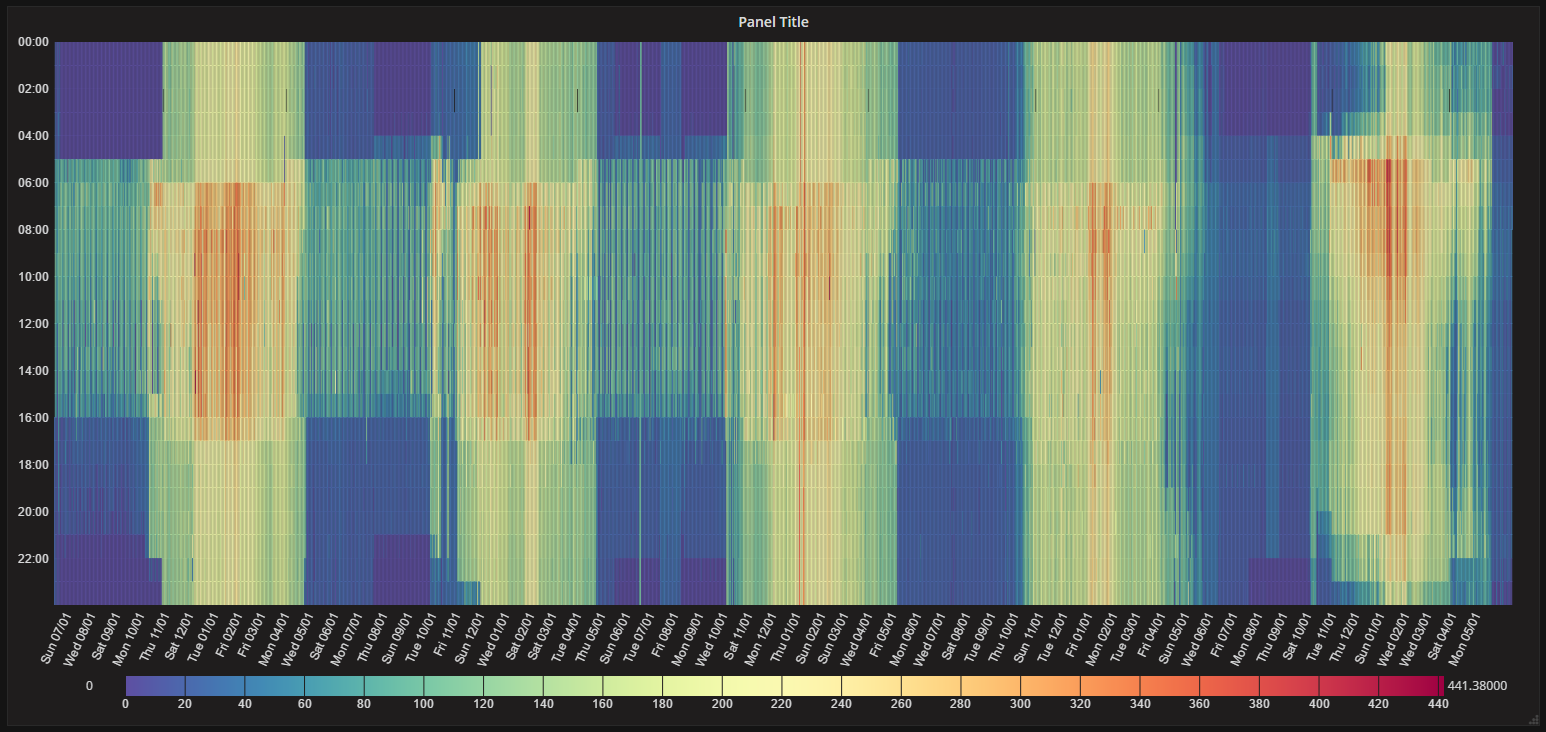 Panel Title
00:00
02:00
04:00
06:00
08:00
10:00
12:00
14:00
16:00
18:00
20:00
22:00
Sun 07/01
Wed 08/01
Sat 09/01
Mon 10/01
Thu 11/01
Sat 12/01
Tue 01/01
Fri 02/01
Fri 03/01
Mon 04/01
Wed 05/01
Sat 06/01
Mon 07/01
Thu 08/01
Sun 09/01
Tue 10/01
Fri 11/01
Sun 12/01
Wed 01/01
Sat 02/01
Sun 03/01
Wed 04/01
Tue 04/01
Thu 05/01
Sun 06/01
Tue 07/01
Fri 08/01
Mon 09/01
Wed 10/01
Sat 11/01
Mon 12/01
Thu 01/01
Sun 02/01
Sun 03/01
Wed 04/01
Fri 05/01
Mon 06/01
Wed 07/01
Sat 08/01
Tue 09/01
Thu 10/01
Sun 11/01
Tue 12/01
Fri 01/01
Mon 02/01
Tue 03/01
Fri 04/01
Sun 05/01
Wed 06/01
Fri 07/01
Mon 08/01
Thu 09/01
Sat 10/01
Tue 11/01
Thu 12/01
Sun 01/01
Wed 02/01
Wed 03/01
Sat 04/01
Mon 05/01
0
0
20
40
60
80
100
120
140
160
180
200
220
240
260
280
300
320
340
360
380
400
420
440
441.38000